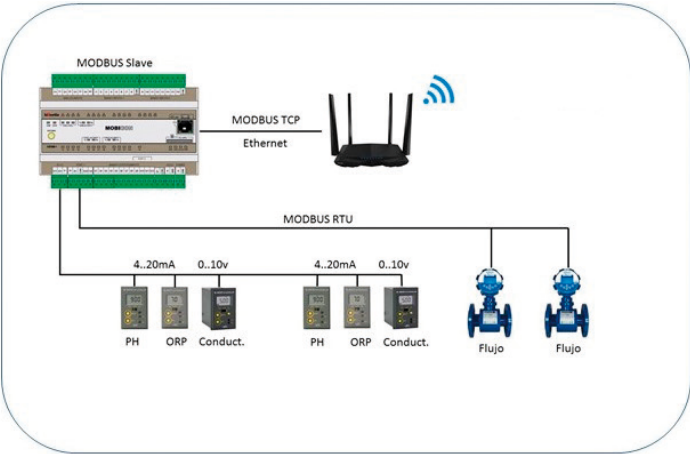 MODBUS Slave
MODBUS TCP
Ethernet
MODBUS RTU
4..20mA
0..10v
4..20mA
0..10v
PH
ORP
Conduct.
PH
ORP
Conduct.
Flujo
Flujo